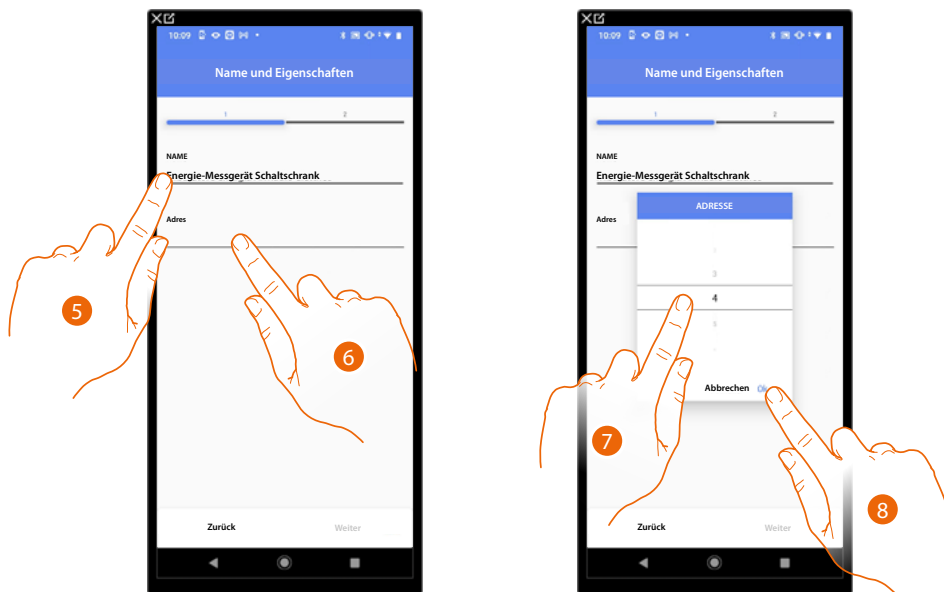 10:09
Name und Eigenschaften
1 2
NAME
Energie-Messgerät Schaltschrank
Adres
5
6
Zurück Weiter
10:09
Name und Eigenschaften
1 2
NAME
Energie-Messgerät Schaltschrank
Adres
ADRESSE
3
4
Abbrechen Ok
7
8
Zurück Weiter